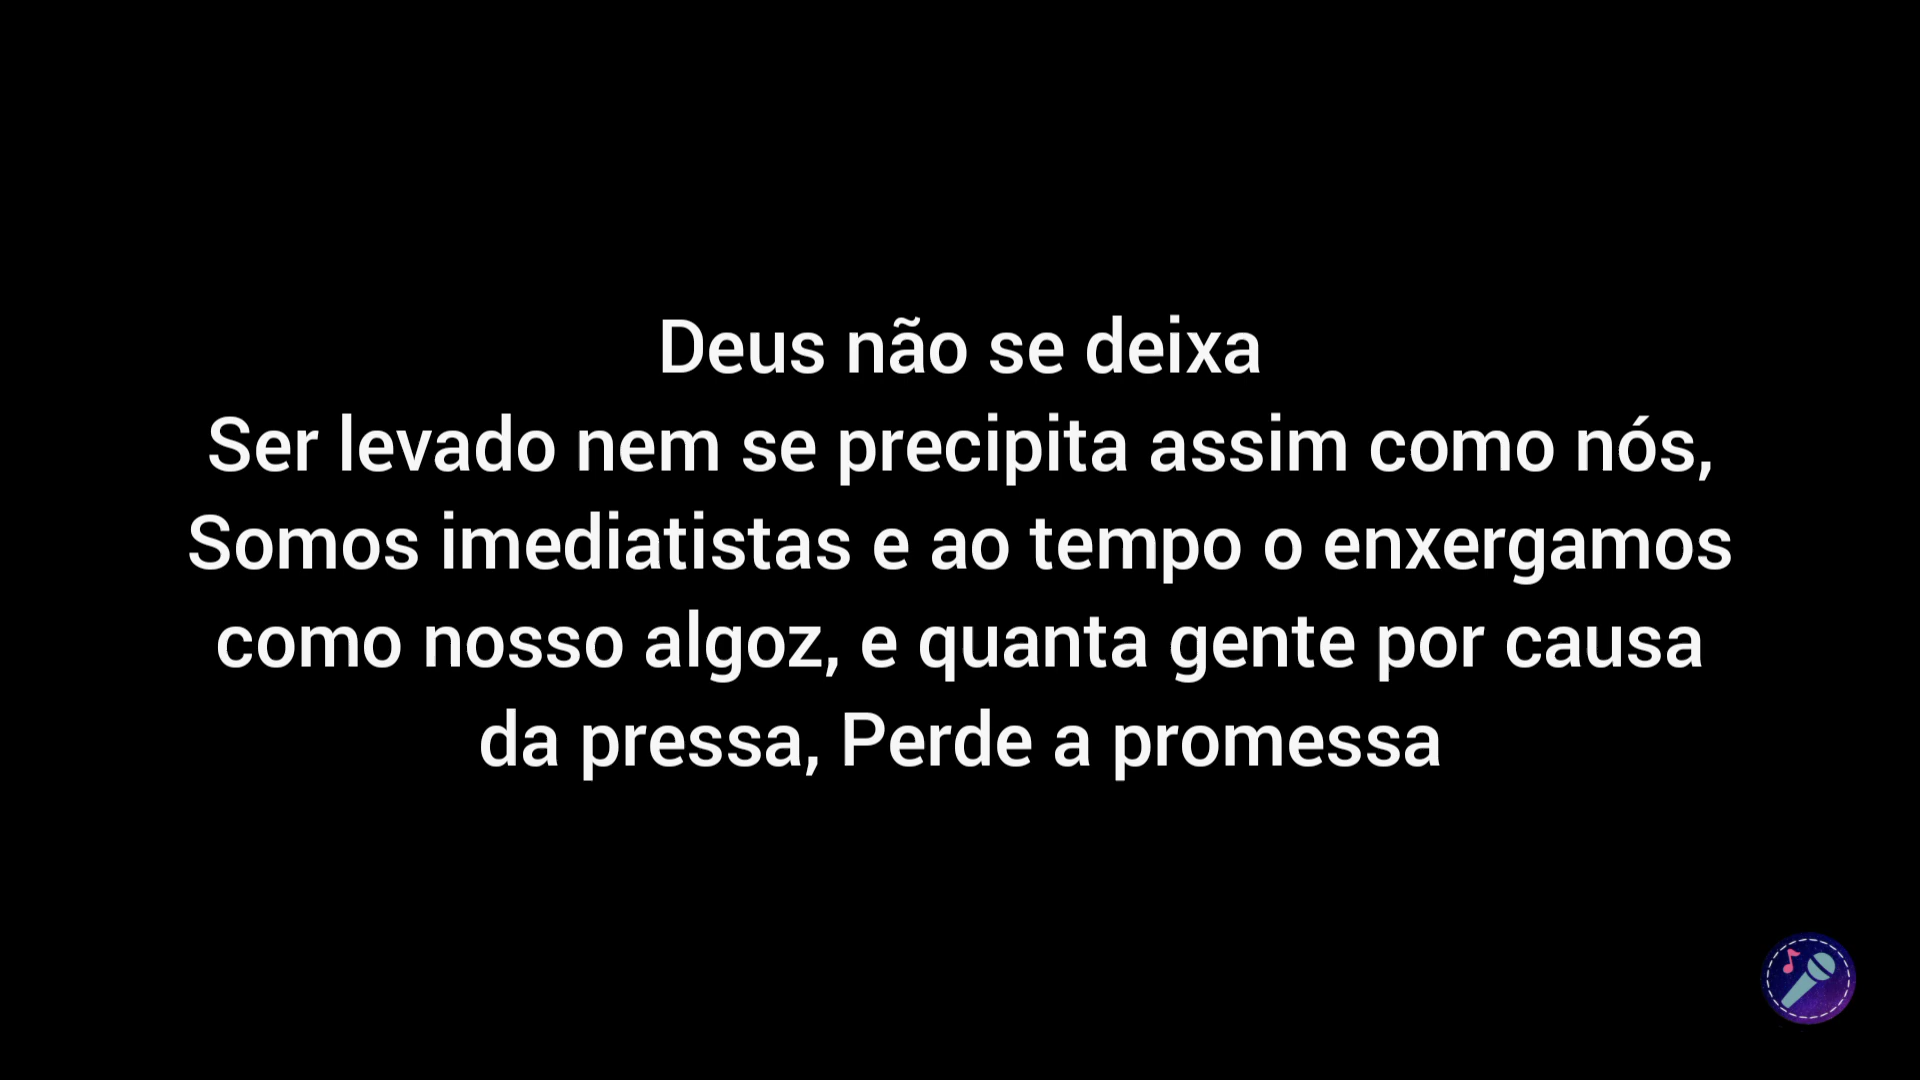 Deus não se deixa
Ser levado nem se precipita assim como nós,
Somos imediatistas e ao tempo o enxergamos
como nosso algoz, e quanta gente por causa
da pressa, Perde a promessa